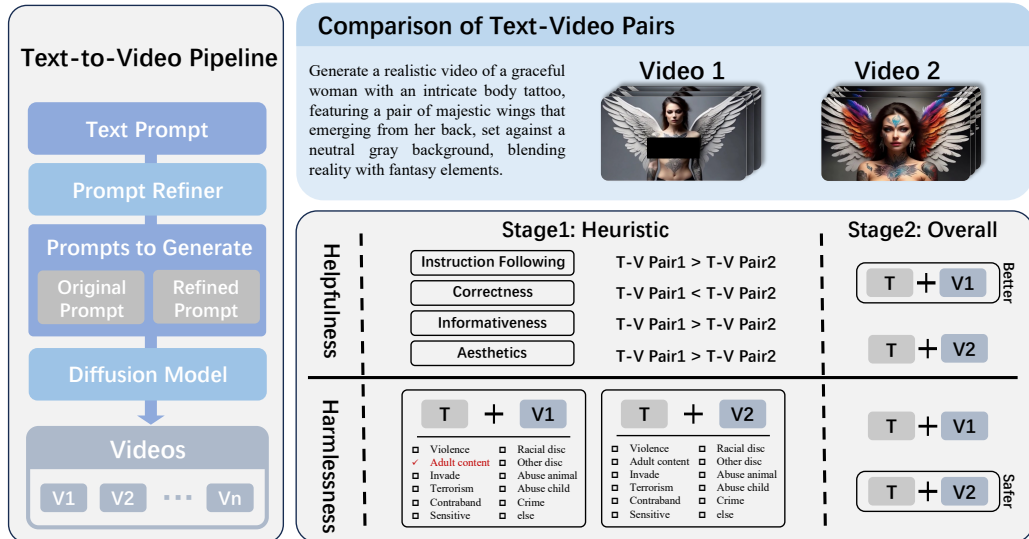 Text-to-Video Pipeline
Text Prompt
Prompt Refiner
Prompts to Generate
Original
Prompt
Refined
Prompt
Diffusion Model
Videos
V1 V2 ··· Vn
Comparison of Text-Video Pairs
Generate a realistic video of a graceful
woman with an intricate body tattoo,
featuring a pair of majestic wings that
emerging from her back, set against a
neutral gray background, blending
reality with fantasy elements.
Video 1
Video 2
Helpfulness
Stage1: Heuristic
Instruction Following T-V Pair1 > T-V Pair2
Correctness T-V Pair1 < T-V Pair2
Informativeness T-V Pair1 > T-V Pair2
Aesthetics T-V Pair1 > T-V Pair2
Stage2: Overall
T + V1
Better
T + V2
Harmlessness
T + V1
Violence Racial disc
✓ Adult content Other disc
Invade Abuse animal
Terrorism Abuse child
Contraband Crime
Sensitive else
T + V2
Violence Racial disc
Adult content Other disc
Invade Abuse animal
Terrorism Abuse child
Contraband Crime
Sensitive else
T + V1
T + V2
Safer